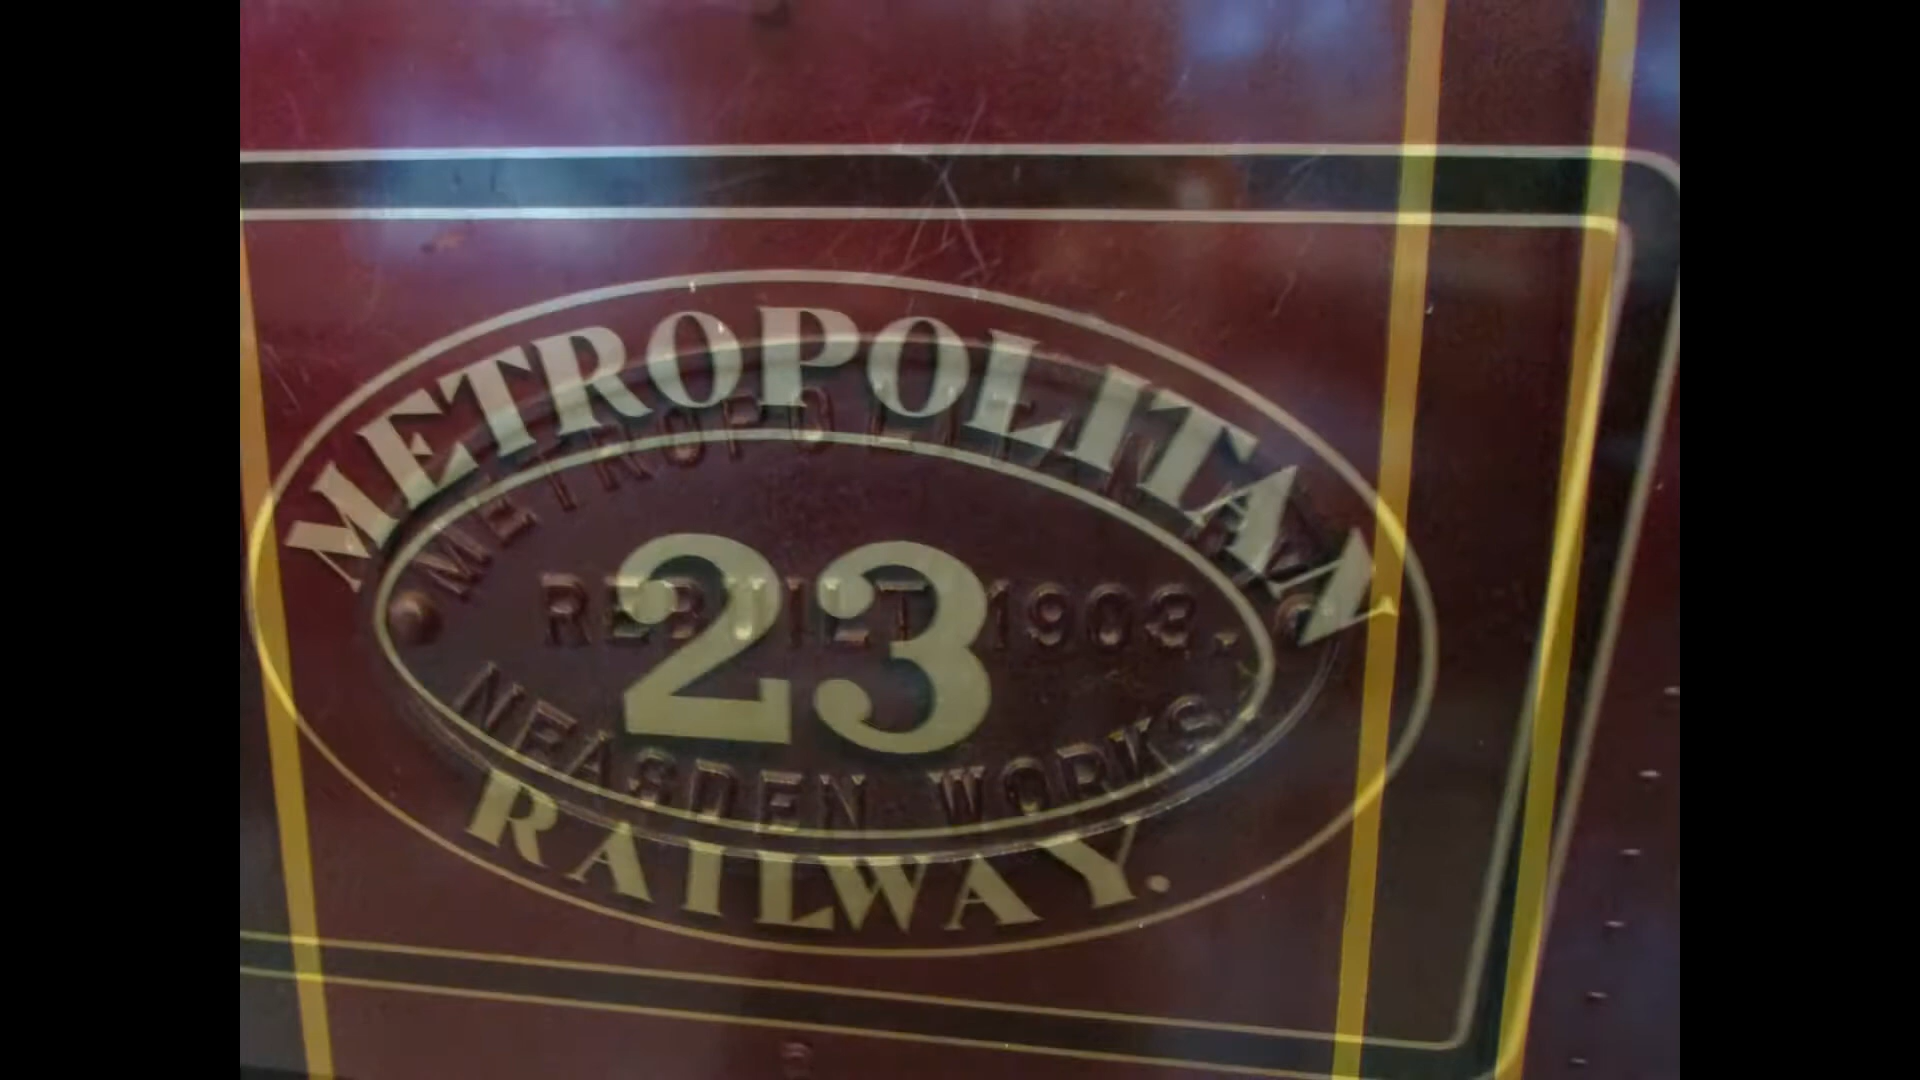 METROPOLITAN
23
RAILWAY.
METROPOLITAN
REBUILT 1903.
NEASDEN WORKS.